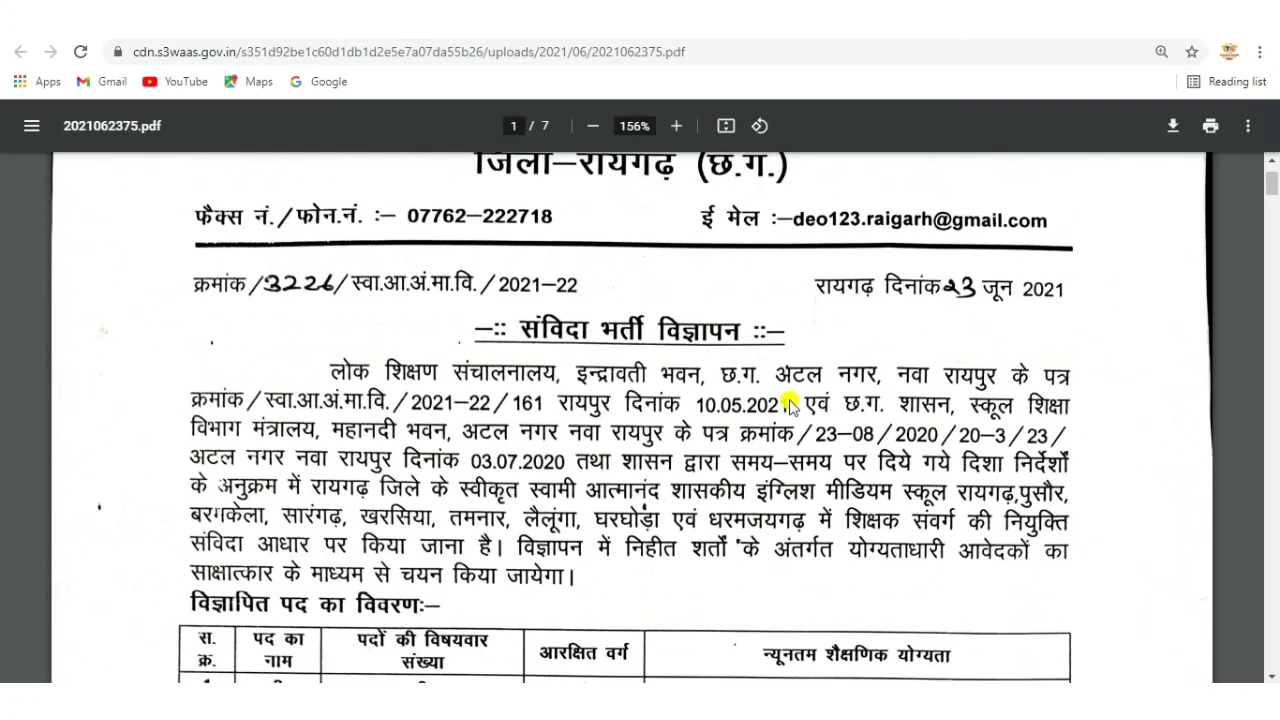 cdn.s3waas.gov.in/s351d92be1c60d1db1d2e5e7a07da55b26/uploads/2021/06/2021062375.pdf
Apps Gmail YouTube Maps Google Reading list
2021062375.pdf 1 / 7 156%
जिला–रायगढ़ (छ.ग.)
फैक्स नं./फोन.नं. :– 07762–222718 ई मेल :–deo123.raigarh@gmail.com
क्रमांक/3226/स्वा.आ.अं.मा.वि./2021–22 रायगढ़ दिनांक 23 जून 2021
–:: संविदा भर्ती विज्ञापन ::–
लोक शिक्षण संचालनालय, इन्द्रावती भवन, छ.ग. अटल नगर, नवा रायपुर के पत्र
क्रमांक/स्वा.आ.अं.मा.वि./2021–22/161 रायपुर दिनांक 10.05.2021 एवं छ.ग. शासन, स्कूल शिक्षा
विभाग मंत्रालय, महानदी भवन, अटल नगर नवा रायपुर के पत्र क्रमांक/23–08/2020/20–3/23/
अटल नगर नवा रायपुर दिनांक 03.07.2020 तथा शासन द्वारा समय–समय पर दिये गये दिशा निर्देशों
के अनुक्रम में रायगढ़ जिले के स्वीकृत स्वामी आत्मानंद शासकीय इंग्लिश मीडियम स्कूल रायगढ़,पुसौर,
बरगकेला, सारंगढ़, खरसिया, तमनार, लैलूंगा, घरघोड़ा एवं धरमजयगढ़ में शिक्षक संवर्ग की नियुक्ति
संविदा आधार पर किया जाना है। विज्ञापन में निहीत शर्तों के अंतर्गत योग्यताधारी आवेदकों का
साक्षात्कार के माध्यम से चयन किया जायेगा।
विज्ञापित पद का विवरणः–
स. क्र. पद का नाम पदों की विषयवार संख्या आरक्षित वर्ग न्यूनतम शैक्षणिक योग्यता